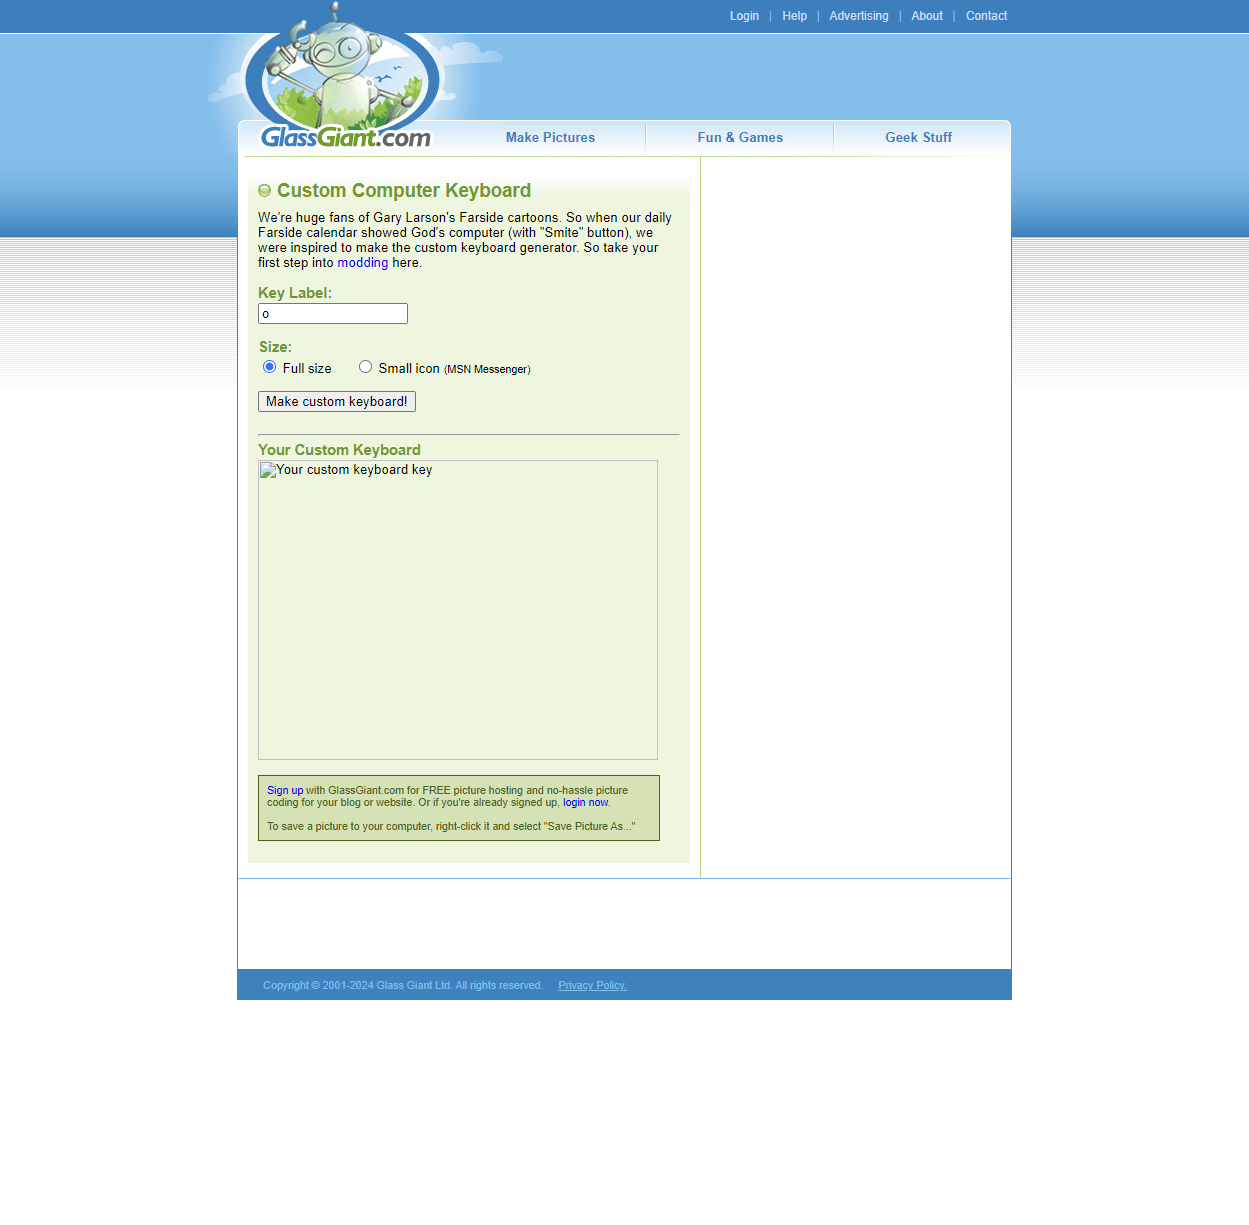 Login | Help | Advertising | About | Contact
GlassGiant.com
Make Pictures
Fun & Games
Geek Stuff
Custom Computer Keyboard
We're huge fans of Gary Larson's Farside cartoons. So when our daily
Farside calendar showed God's computer (with "Smite" button), we
were inspired to make the custom keyboard generator. So take your
first step into modding here.
Key Label:
o
Size:
Full size
Small icon (MSN Messenger)
Make custom keyboard!
Your Custom Keyboard
Your custom keyboard key
Sign up with GlassGiant.com for FREE picture hosting and no-hassle picture
coding for your blog or website. Or if you're already signed up, login now.
To save a picture to your computer, right-click it and select "Save Picture As..."
Copyright © 2001-2024 Glass Giant Ltd. All rights reserved. Privacy Policy.